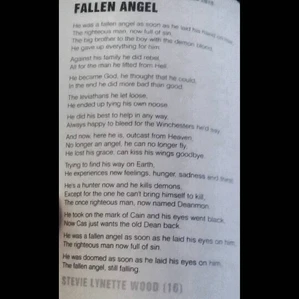 FALLEN ANGEL
He was a fallen angel as soon as he laid his hand on him
The righteous man, now full of sin.
The big brother to the boy with the demon blood,
He gave up everything for him.
Against his family he did rebel,
All for the man he lifted from Hell.
He became God, he thought that he could,
In the end he did more bad than good.
The leviathans he let loose,
He ended up tying his own noose.
He did his best to help in any way,
Always happy to bleed for the Winchesters he'd say.
And now, here he is, outcast from Heaven,
No longer an angel, he can no longer fly,
He lost his grace, can kiss his wings goodbye.
Trying to find his way on Earth,
He experiences new feelings, hunger, sadness and
He's a hunter now and he kills demons,
Except for the one he can't bring himself to kill,
The once righteous man, now named Deanmon.
He took on the mark of Cain and his eyes went black,
Now Cas just wants the old Dean back.
He was a fallen angel as soon as he laid his eyes on him,
The righteous man now full of sin.
He was doomed as soon as he laid his eyes on him,
The fallen angel, still falling.
STEVIE LYNETTE WOOD (16)